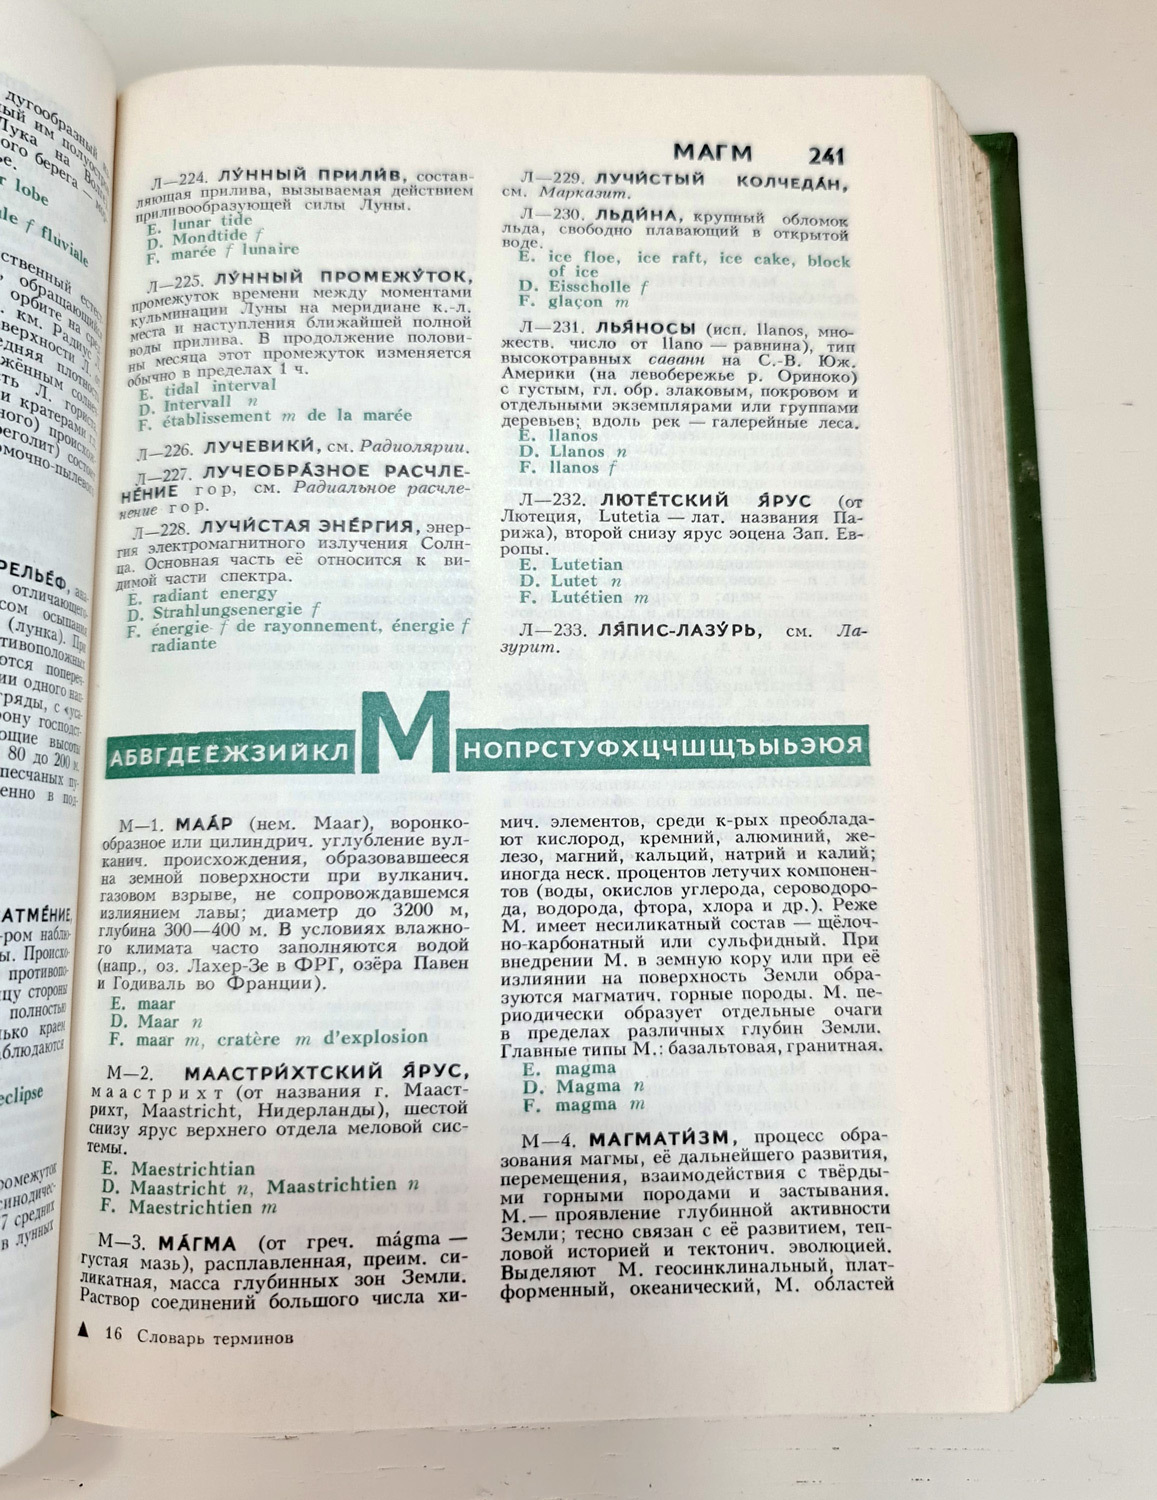 МАГМ 241
Л—224. ЛУ́ННЫЙ ПРИЛИ́В, состав-
ляющая прилива, вызываемая действием
приливообразующей силы Луны.
E. lunar tide
D. Mondtide f
F. marée f lunaire
Л—225. ЛУ́ННЫЙ ПРОМЕЖУ́ТОК,
промежуток времени между моментами
кульминации Луны на меридиане к.-л.
места и наступления ближайшей полной
воды прилива. В продолжение полови-
ны месяца этот промежуток изменяется
обычно в пределах 1 ч.
E. tidal interval
D. Intervall n
F. établissement m de la marée
Л—226. ЛУЧЕВИКИ́, см. Радиолярии.
Л—227. ЛУЧЕОБРА́ЗНОЕ РАСЧЛЕ-
НЕ́НИЕ гор, см. Радиальное расчле-
нение гор.
Л—228. ЛУЧИ́СТАЯ ЭНЕ́РГИЯ, энер-
гия электромагнитного излучения Солн-
ца. Основная часть её относится к ви-
димой части спектра.
E. radiant energy
D. Strahlungsenergie f
F. énergie f de rayonnement, énergie f
radiante
Л—229. ЛУЧИ́СТЫЙ КОЛЧЕДА́Н,
см. Марказит.
Л—230. ЛЬДИ́НА, крупный обломок
льда, свободно плавающий в открытой
воде.
E. ice floe, ice raft, ice cake, block
of ice
D. Eisscholle f
F. glaçon m
Л—231. ЛЬЯ́НОСЫ (исп. llanos, мно-
жеств. число от llano — равнина), тип
высокотравных саванн на С.-В. Юж.
Америки (на левобережье р. Ориноко)
с густым, гл. обр. злаковым, покровом и
отдельными экземплярами или группами
деревьев; вдоль рек — галерейные леса.
E. llanos
D. Llanos n
F. llanos f
Л—232. ЛЮТЕ́ТСКИЙ Я́РУС (от
Лютеция, Lutetia — лат. названия Па-
рижа), второй снизу ярус эоцена Зап. Ев-
ропы.
E. Lutetian
D. Lutet n
F. Lutétien m
Л—233. ЛЯ́ПИС-ЛАЗУ́РЬ, см. Ла-
зурит.
АБВГДЕЁЖЗИЙКЛ М НОПРСТУФХЦЧШЩЪЫЬЭЮЯ
М—1. МАА́Р (нем. Maar), воронко-
образное или цилиндрич. углубление вул-
канич. происхождения, образовавшееся
на земной поверхности при вулканич.
газовом взрыве, не сопровождавшемся
излиянием лавы; диаметр до 3200 м,
глубина 300—400 м. В условиях влажно-
го климата часто заполняются водой
(напр., оз. Лахер-Зе в ФРГ, озёра Павен
и Годиваль во Франции).
E. maar
D. Maar n
F. maar m, cratère m d'explosion
М—2. МААСТРИ́ХТСКИЙ Я́РУС,
маастрихт (от названия г. Мааст-
рихт, Maastricht, Нидерланды), шестой
снизу ярус верхнего отдела меловой сис-
темы.
E. Maestrichtian
D. Maastricht n, Maastrichtien n
F. Maestrichtien m
М—3. МА́ГМА (от греч. mágma —
густая мазь), расплавленная, преим. си-
ликатная, масса глубинных зон Земли.
Раствор соединений большого числа хи-
мич. элементов, среди к-рых преоблада-
ют кислород, кремний, алюминий, же-
лезо, магний, кальций, натрий и калий;
иногда неск. процентов летучих компонен-
тов (воды, окислов углерода, сероводоро-
да, водорода, фтора, хлора и др.). Реже
М. имеет несиликатный состав — щёлоч-
но-карбонатный или сульфидный. При
внедрении М. в земную кору или при её
излиянии на поверхность Земли обра-
зуются магматич. горные породы. М. пе-
риодически образует отдельные очаги
в пределах различных глубин Земли.
Главные типы М.: базальтовая, гранитная.
E. magma
D. Magma n
F. magma m
М—4. МАГМАТИ́ЗМ, процесс обра-
зования магмы, её дальнейшего развития,
перемещения, взаимодействия с твёрды-
ми горными породами и застывания.
М.— проявление глубинной активности
Земли; тесно связан с её развитием, теп-
ловой историей и тектонич. эволюцией.
Выделяют М. геосинклинальный, плат-
форменный, океанический, М. областей
▲ 16 Словарь терминов